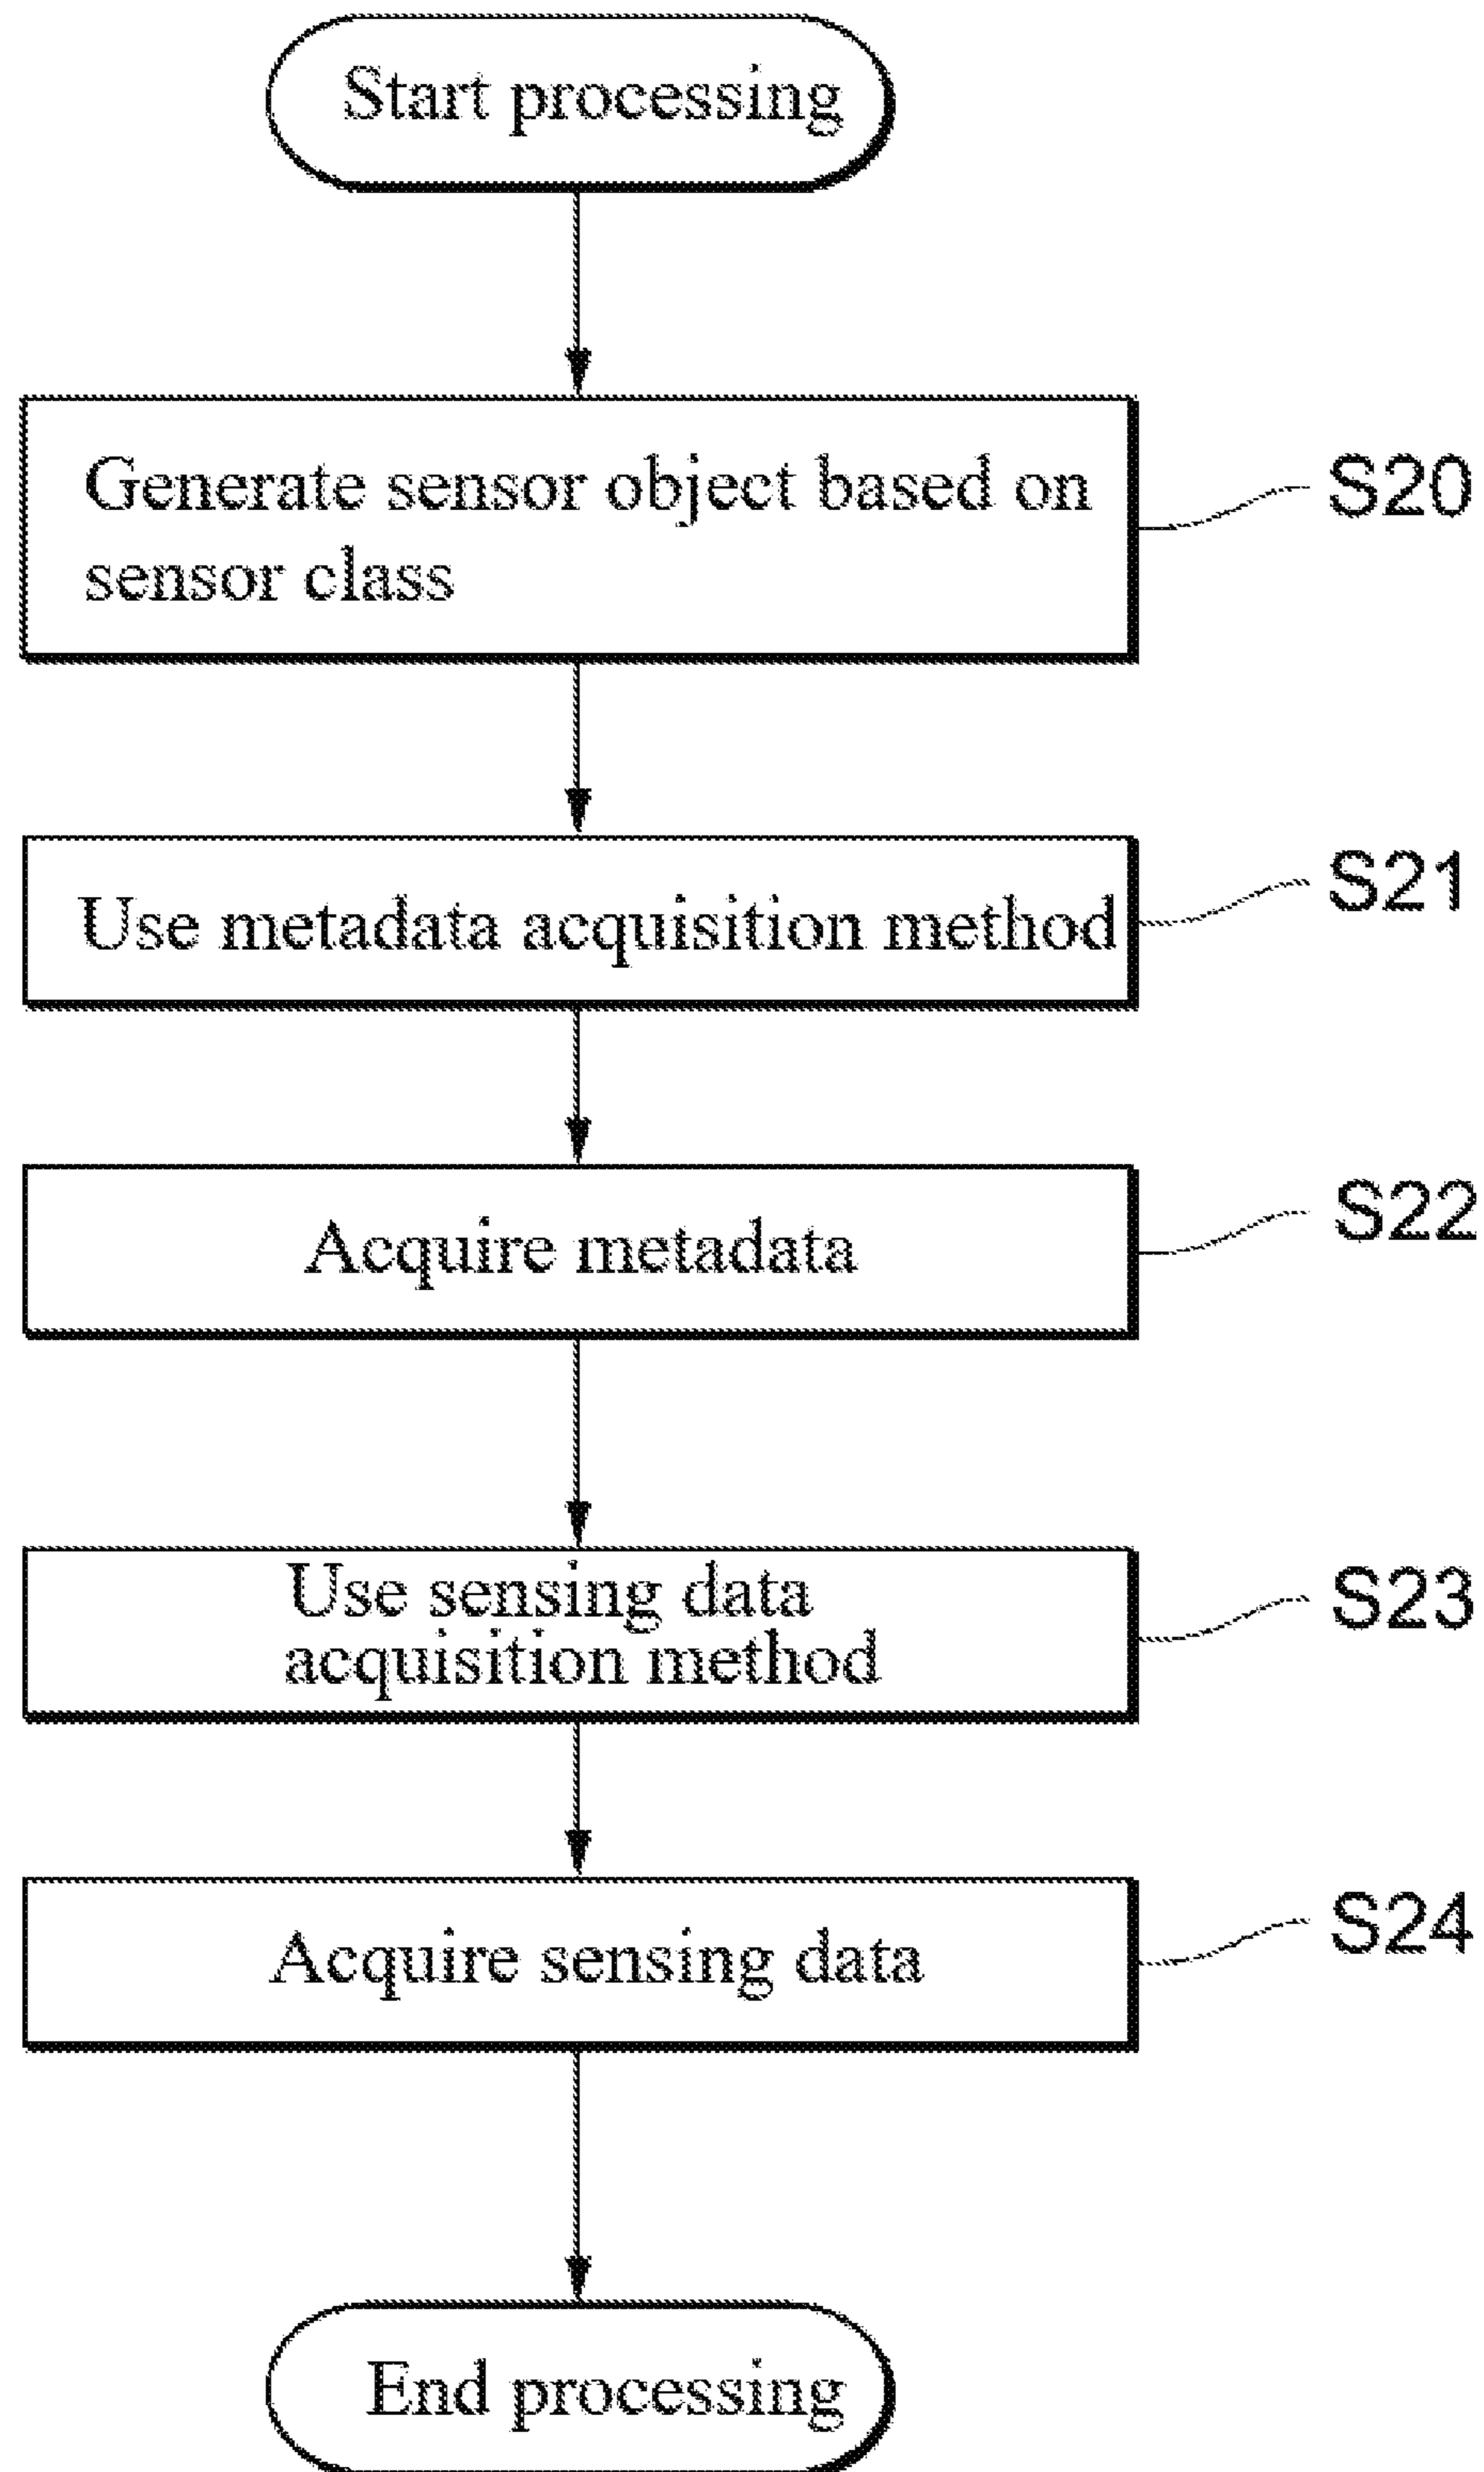 Start processing
Generate sensor object based on
sensor class
S20
Use metadata acquisition method
S21
Acquire metadata
S22
Use sensing data
acquisition method
S23
Acquire sensing data
S24
End processing